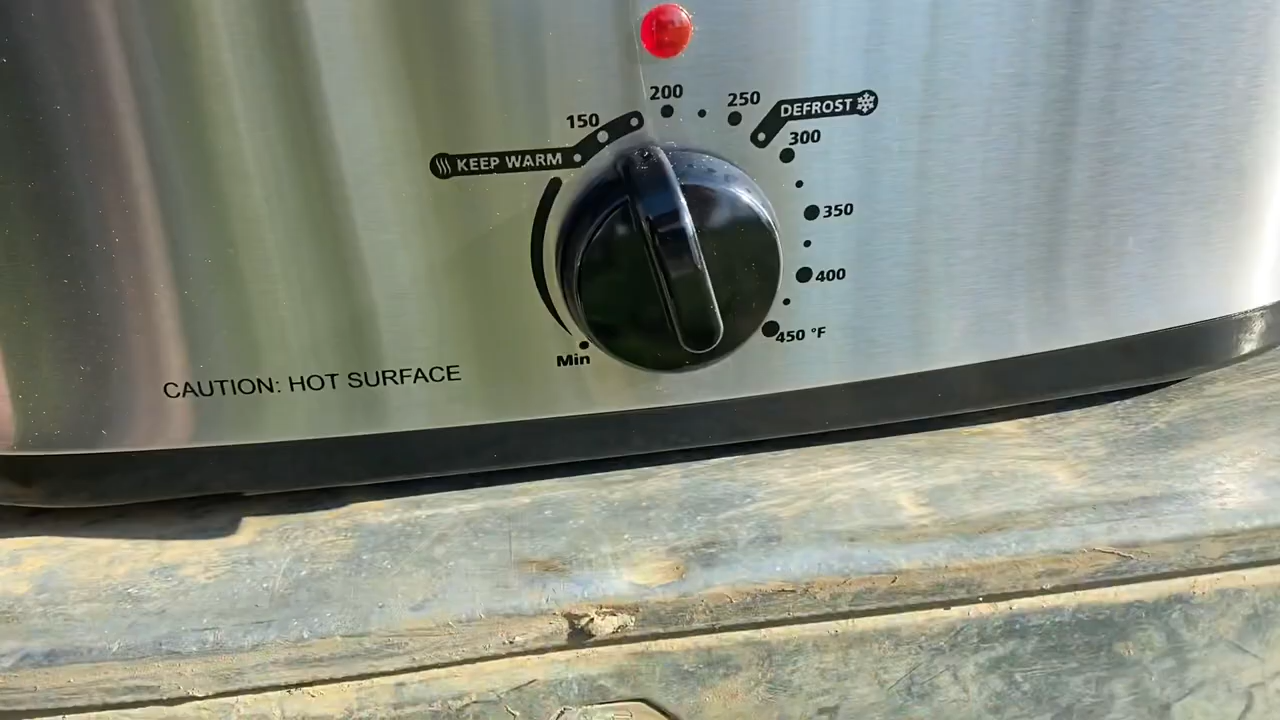 200
250
DEFROST
150
300
KEEP WARM
350
400
450 °F
Min
CAUTION: HOT SURFACE